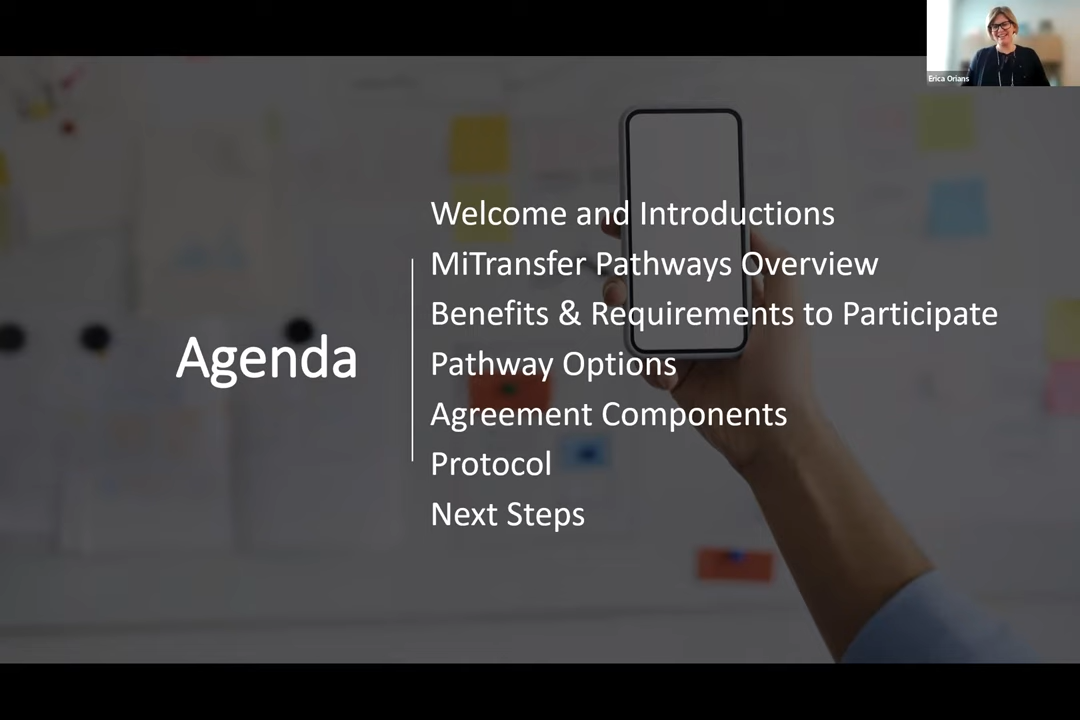 Erica Orians
Agenda
Welcome and Introductions
MiTransfer Pathways Overview
Benefits & Requirements to Participate
Pathway Options
Agreement Components
Protocol
Next Steps